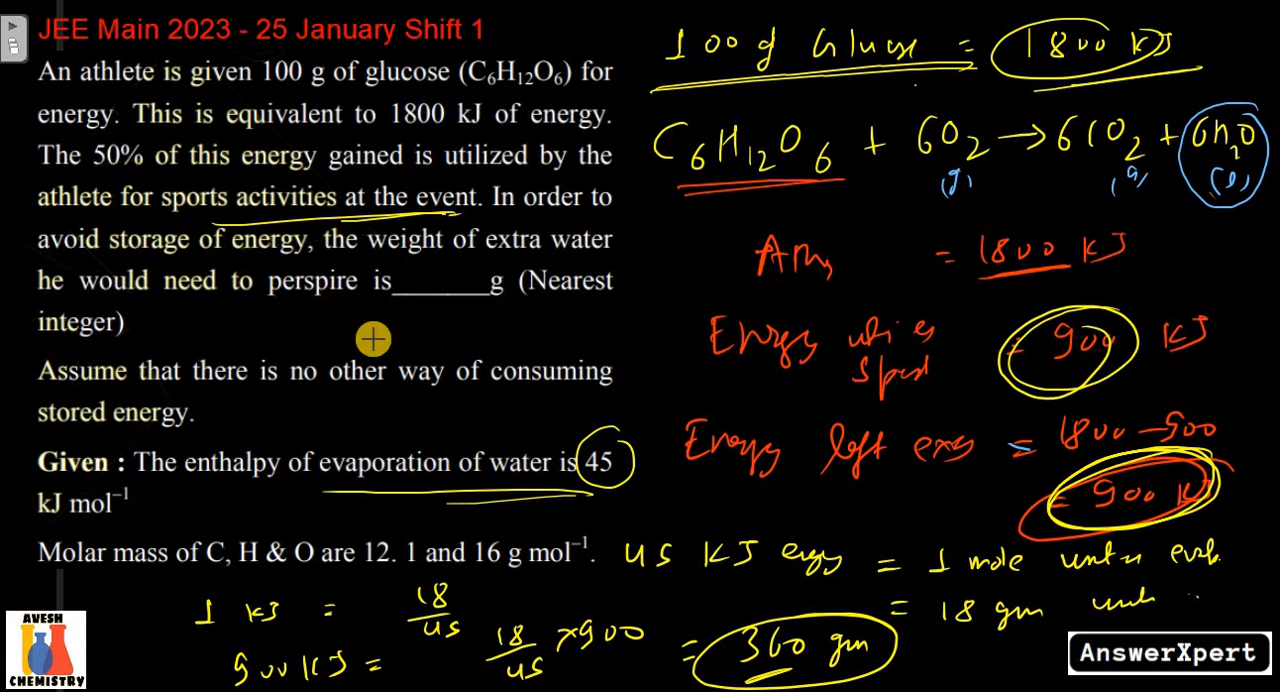 JEE Main 2023 - 25 January Shift 1
An athlete is given 100 g of glucose (C₆H₁₂O₆) for
energy. This is equivalent to 1800 kJ of energy.
The 50% of this energy gained is utilized by the
athlete for sports activities at the event. In order to
avoid storage of energy, the weight of extra water
he would need to perspire is_______g (Nearest
integer)
Assume that there is no other way of consuming
stored energy.
Given : The enthalpy of evaporation of water is 45
kJ mol⁻¹
Molar mass of C, H & O are 12. 1 and 16 g mol⁻¹.
100g Glucose = 1800 KJ
C₆H₁₂O₆ + 6O₂ → 6CO₂ + 6H₂O
(g) (g) (l)
= 1800 KJ
Energy = 900 KJ
Energy left = 1800 - 900
= 900 KJ
45 KJ = 1 mole
= 18 gm
1 KJ = 18/45
900 KJ = 18/45 × 900 = 360 gm
AVESH
CHEMISTRY
AnswerXpert